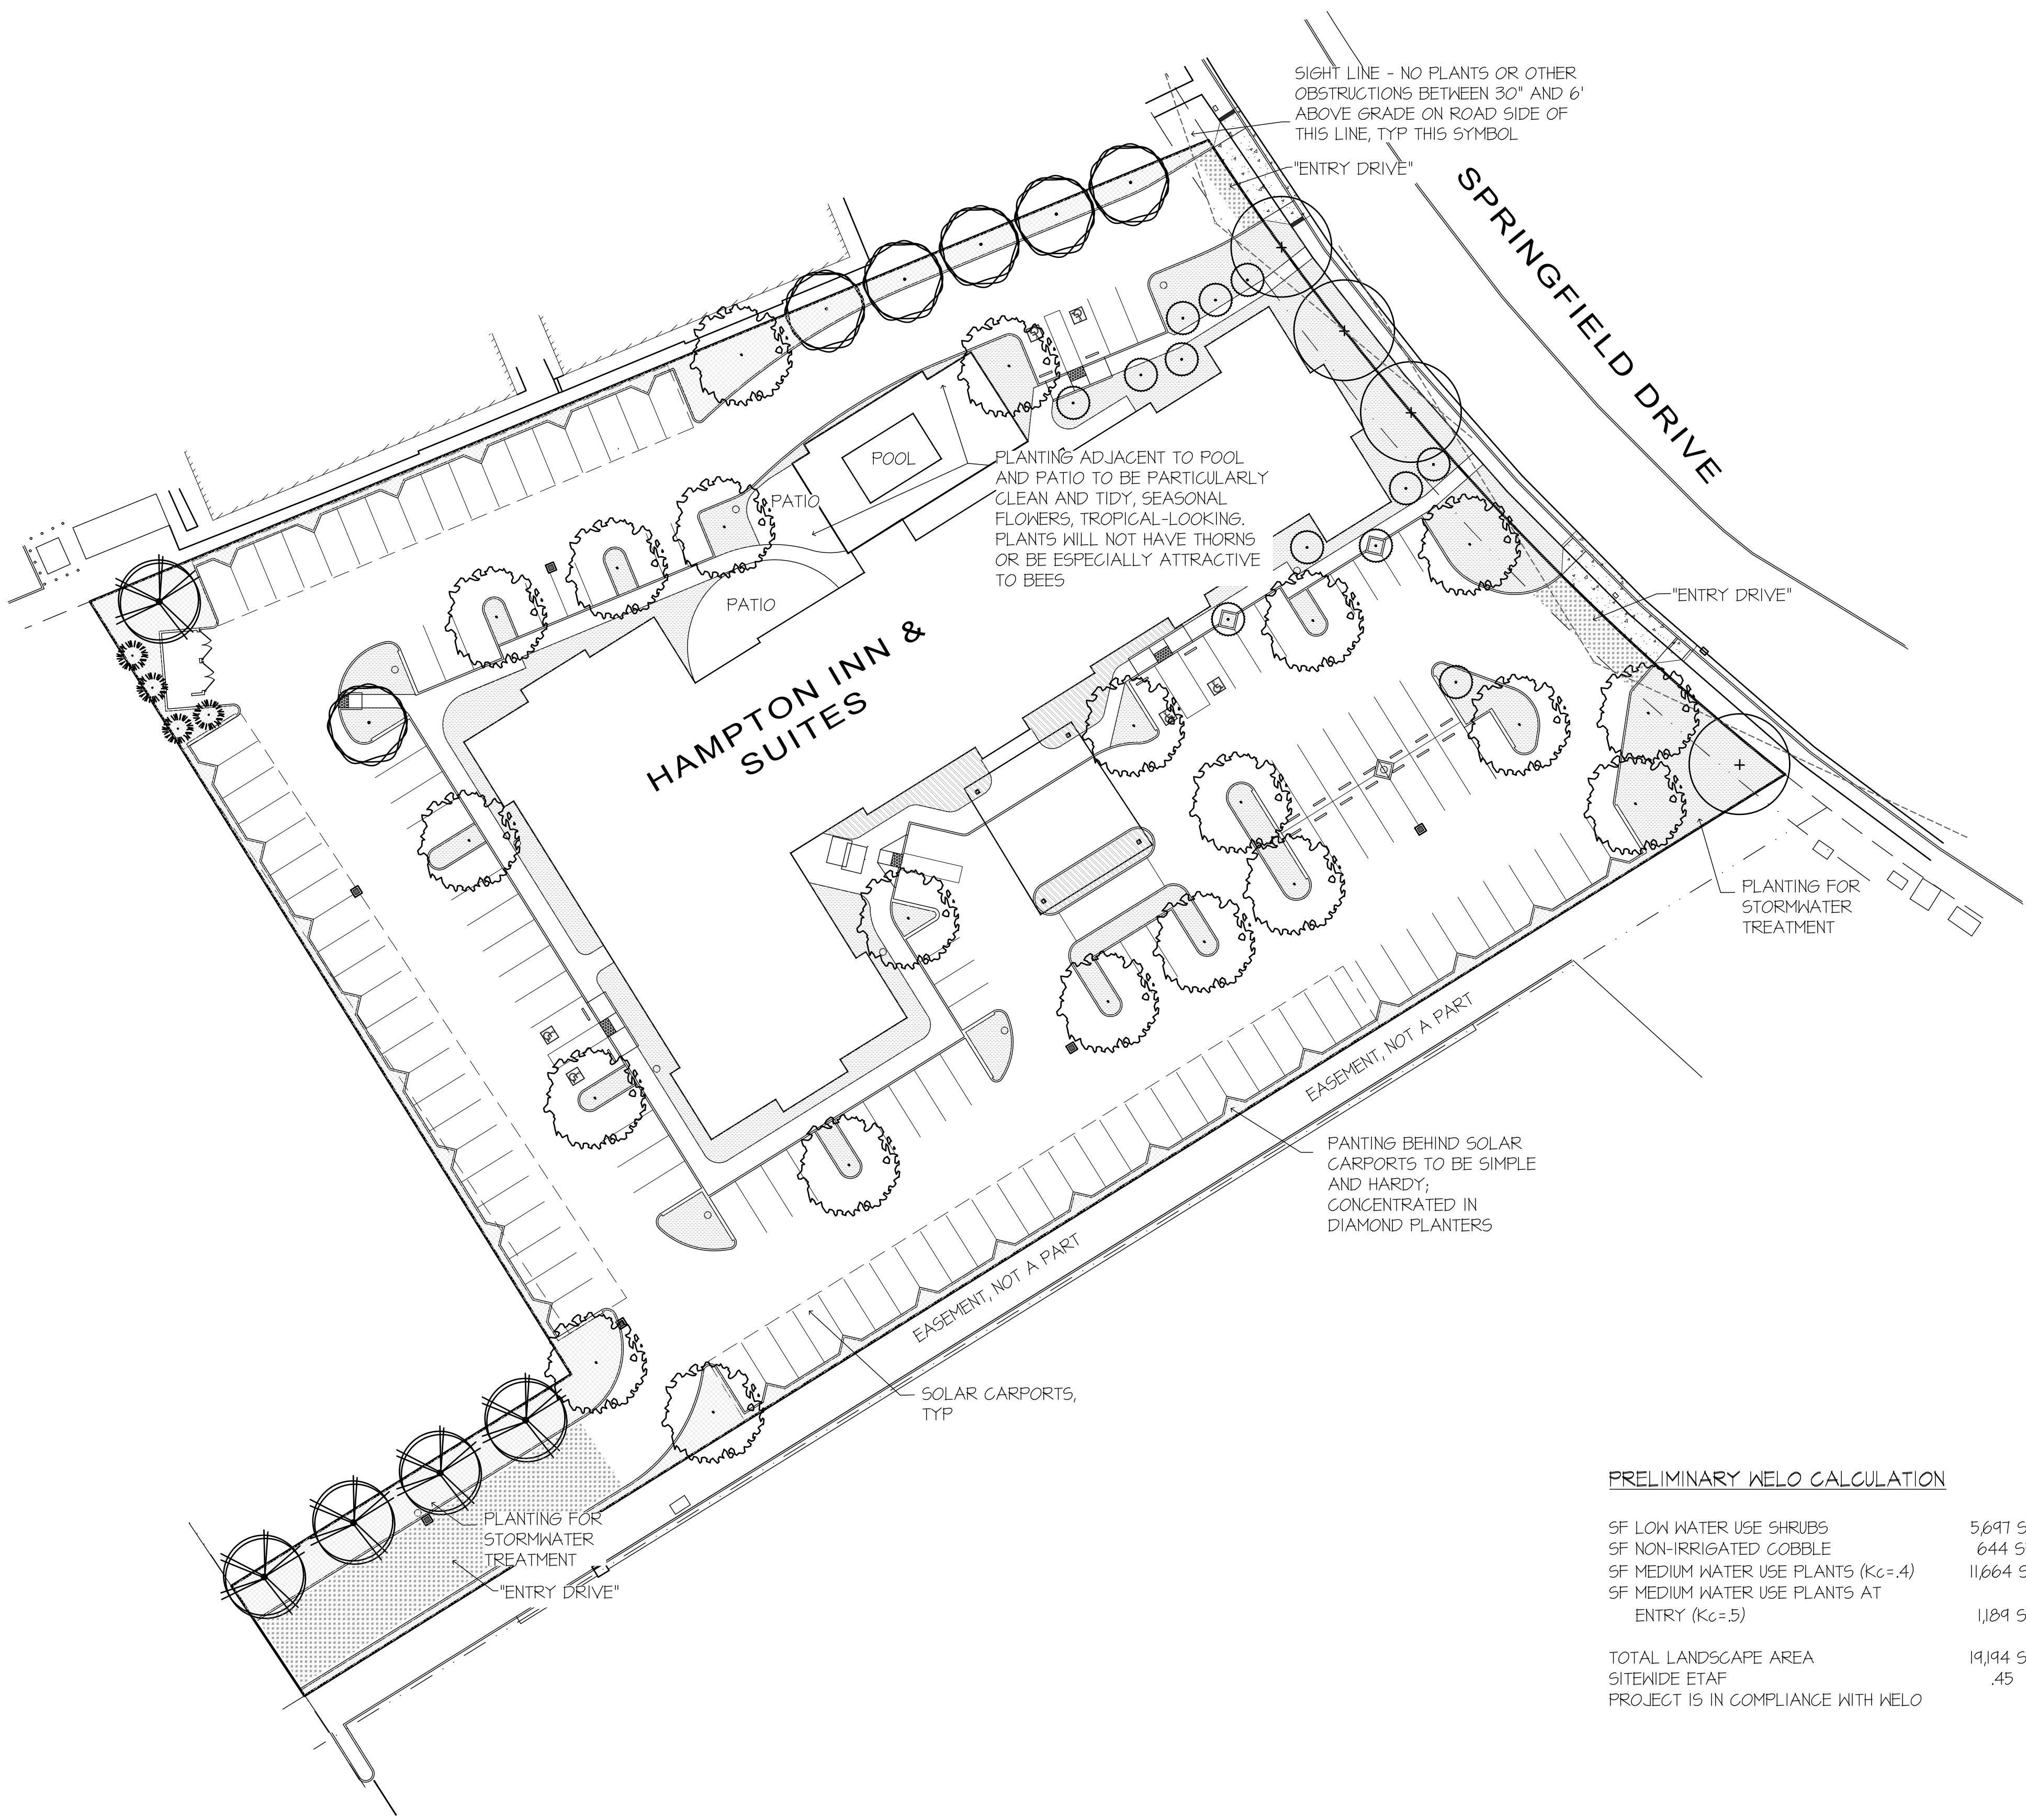 SIGHT LINE - NO PLANTS OR OTHER
OBSTRUCTIONS BETWEEN 30" AND 6'
ABOVE GRADE ON ROAD SIDE OF
THIS LINE, TYP THIS SYMBOL
"ENTRY DRIVE"
SPRINGFIELD DRIVE
POOL
PATIO
PLANTING ADJACENT TO POOL
AND PATIO TO BE PARTICULARLY
CLEAN AND TIDY, SEASONAL
FLOWERS, TROPICAL-LOOKING.
PLANTS WILL NOT HAVE THORNS
OR BE ESPECIALLY ATTRACTIVE
TO BEES
PATIO
"ENTRY DRIVE"
HAMPTON INN &
SUITES
PLANTING FOR
STORMWATER
TREATMENT
EASEMENT, NOT A PART
PANTING BEHIND SOLAR
CARPORTS TO BE SIMPLE
AND HARDY;
CONCENTRATED IN
DIAMOND PLANTERS
EASEMENT, NOT A PART
SOLAR CARPORTS,
TYP
PLANTING FOR
STORMWATER
TREATMENT
"ENTRY DRIVE"
PRELIMINARY WELO CALCULATION
SF LOW WATER USE SHRUBS 5,697 S
SF NON-IRRIGATED COBBLE 644 S
SF MEDIUM WATER USE PLANTS (Kc=.4) 11,664 S
SF MEDIUM WATER USE PLANTS AT
ENTRY (Kc=.5) 1,189 S
TOTAL LANDSCAPE AREA 19,194 S
SITEWIDE ETAF .45
PROJECT IS IN COMPLIANCE WITH WELO